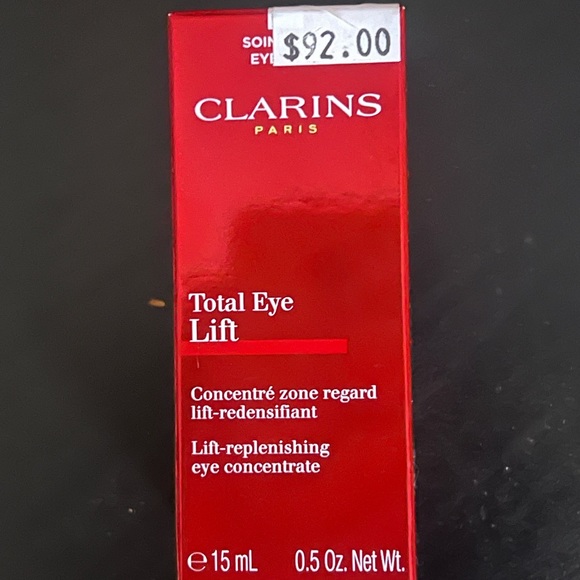 SOIN
$92.00
CLARINS
PARIS
Total Eye
Lift
Concentré zone regard
lift-redensifiant
Lift-replenishing
eye concentrate
℮ 15 mL 0.5 Oz. Net Wt.